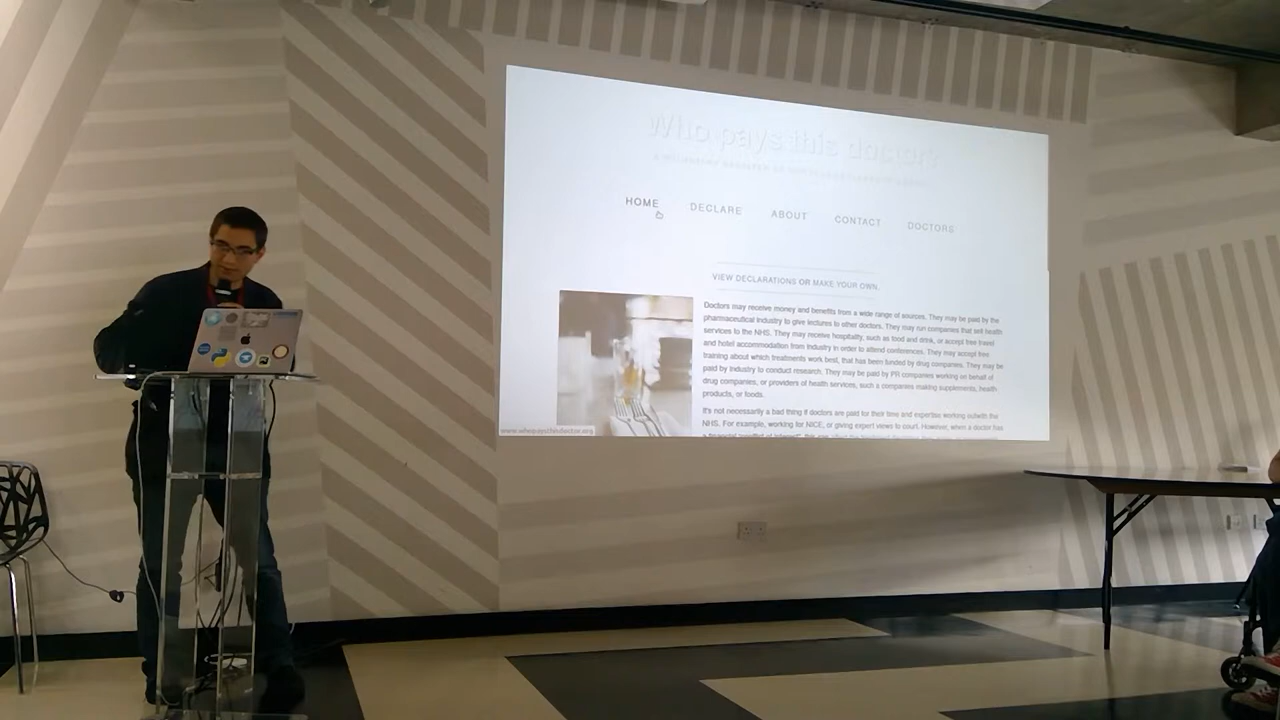 Who pays this doctor?
HOME DECLARE ABOUT CONTACT DOCTORS
VIEW DECLARATIONS OR MAKE YOUR OWN.
Doctors may receive money and benefits from a wide range of sources. They may be paid by the
pharmaceutical industry to give lectures to other doctors. They may run companies that sell health
services to the NHS. They may receive hospitality, such as food and drink, or accept free travel
and hotel accommodation from industry in order to attend conferences. They may accept free
training about which treatments work best, that has been funded by drug companies. They may be
paid by industry to conduct research. They may be paid by PR companies working on behalf of
drug companies, or providers of health services, such a companies making supplements, health
products, or foods.
It's not necessarily a bad thing if doctors are paid for their time and expertise working outwith the
NHS. For example, working for NICE, or giving expert views to court. However, when a doctor has
www.whopaysthisdoctor.org